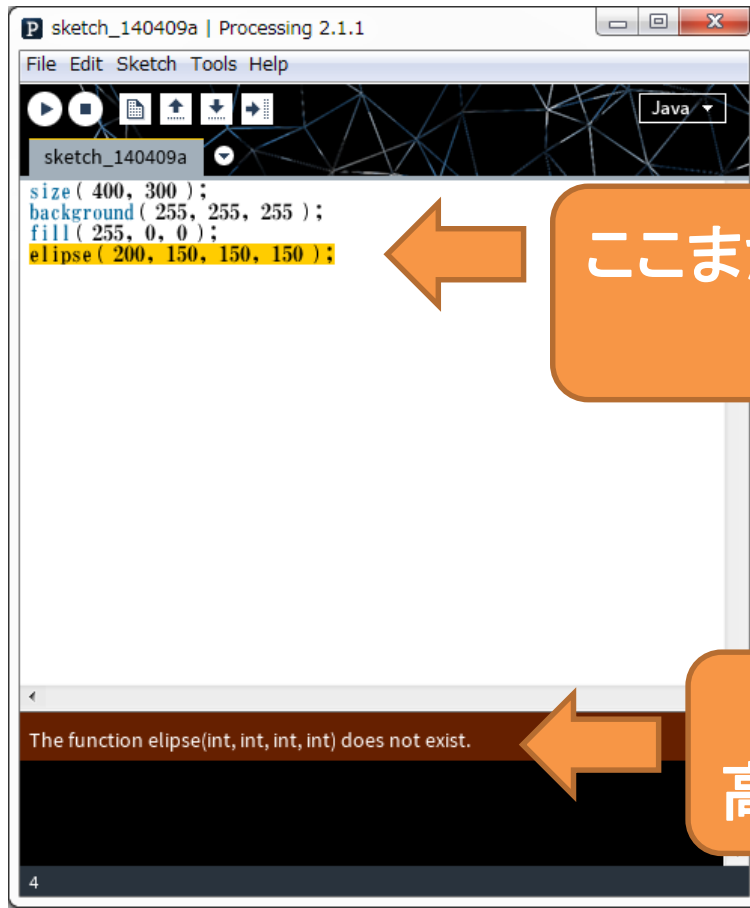 sketch_140409a | Processing 2.1.1
File Edit Sketch Tools Help
Java
sketch_140409a
size( 400, 300 );
background( 255, 255, 255 );
fill( 255, 0, 0 );
elipse( 200, 150, 150, 150 );
ここま
The function elipse(int, int, int, int) does not exist.
高
4